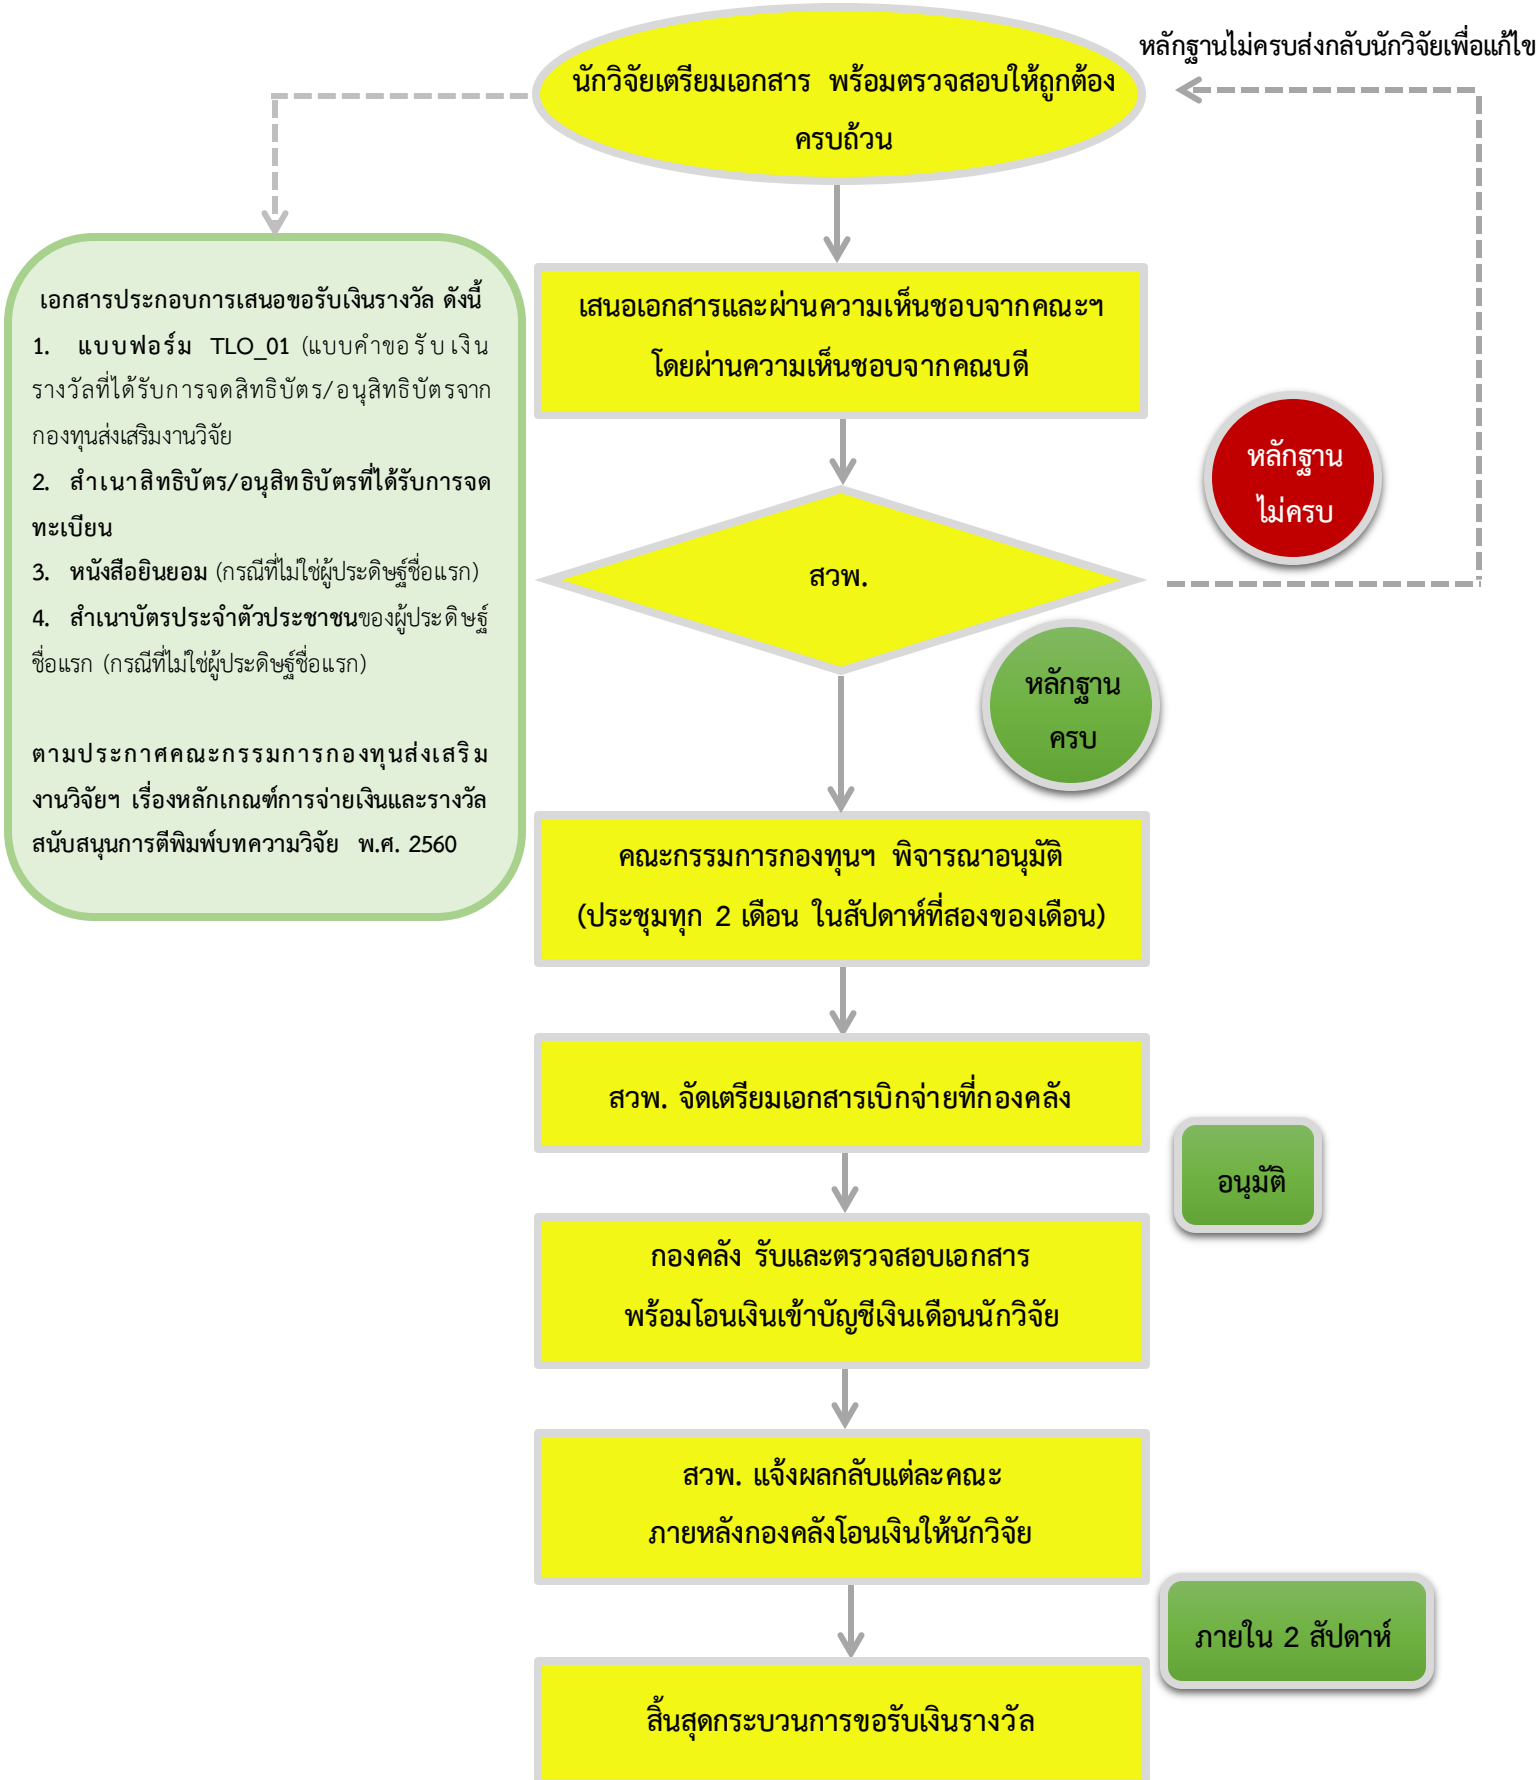 หลักฐานไม่ครบส่งกลับนักวิจัยเพื่อแก้ไข
นักวิจัยเตรียมเอกสาร พร้อมตรวจสอบให้ถูกต้อง
ครบถ้วน
เอกสารประกอบการเสนอขอรับเงินรางวัล ดังนี้
1. แบบฟอร์ม TLO_01 (แบบคำขอรับเงิน
รางวัลที่ได้รับการจดสิทธิบัตร/อนุสิทธิบัตรจาก
กองทุนส่งเสริมงานวิจัย
2. สำเนาสิทธิบัตร/อนุสิทธิบัตรที่ได้รับการจด
ทะเบียน
3. หนังสือยินยอม (กรณีที่ไม่ใช่ผู้ประดิษฐ์ชื่อแรก)
4. สำเนาบัตรประจำตัวประชาชนของผู้ประดิษฐ์
ชื่อแรก (กรณีที่ไม่ใช่ผู้ประดิษฐ์ชื่อแรก)
ตามประกาศคณะกรรมการกองทุนส่งเสริม
งานวิจัยฯ เรื่องหลักเกณฑ์การจ่ายเงินและรางวัล
สนับสนุนการตีพิมพ์บทความวิจัย พ.ศ. 2560
เสนอเอกสารและผ่านความเห็นชอบจากคณะฯ
โดยผ่านความเห็นชอบจากคณบดี
หลักฐาน
ไม่ครบ
สวพ.
หลักฐาน
ครบ
คณะกรรมการกองทุนฯ พิจารณาอนุมัติ
(ประชุมทุก 2 เดือน ในสัปดาห์ที่สองของเดือน)
สวพ. จัดเตรียมเอกสารเบิกจ่ายที่กองคลัง
อนุมัติ
กองคลัง รับและตรวจสอบเอกสาร
พร้อมโอนเงินเข้าบัญชีเงินเดือนนักวิจัย
สวพ. แจ้งผลกลับแต่ละคณะ
ภายหลังกองคลังโอนเงินให้นักวิจัย
ภายใน 2 สัปดาห์
สิ้นสุดกระบวนการขอรับเงินรางวัล